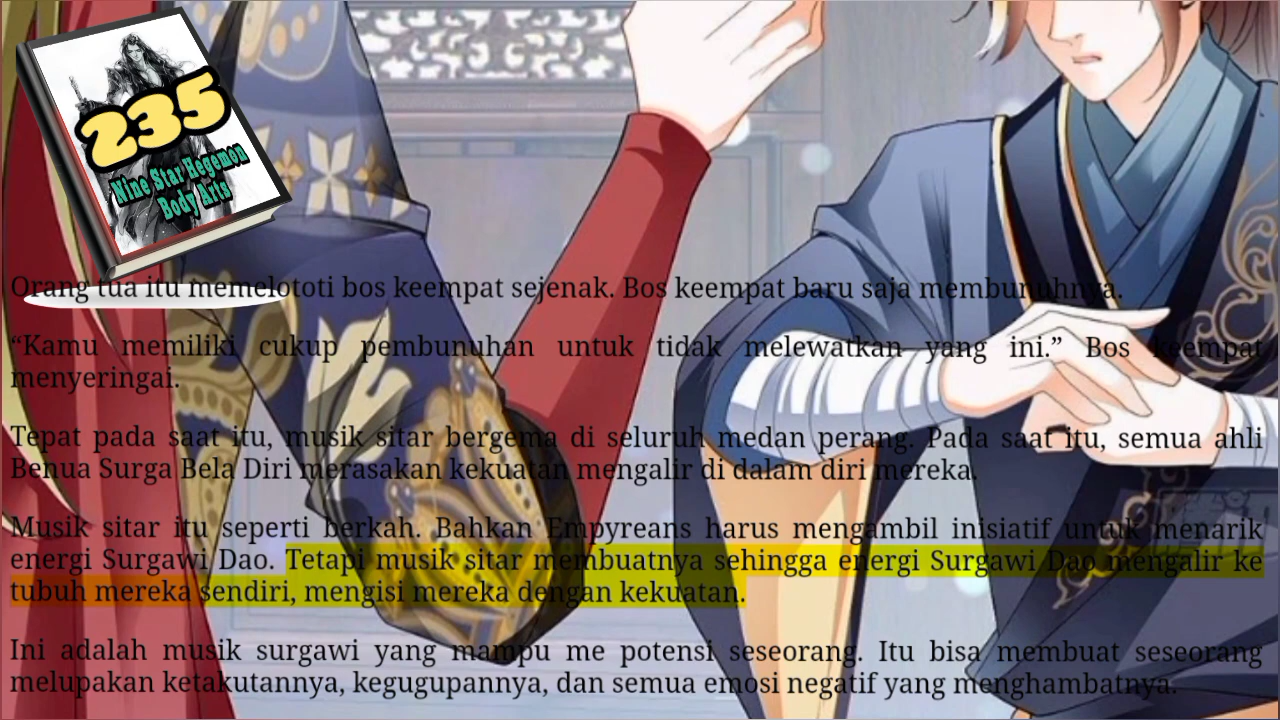 235
Nine Star Hegemon
Body Arts
Orang tua itu memelototi bos keempat sejenak. Bos keempat baru saja membunuhnya.
“Kamu memiliki cukup pembunuhan untuk tidak melewatkan yang ini.” Bos keempat
menyeringai.
Tepat pada saat itu, musik sitar bergema di seluruh medan perang. Pada saat itu, semua ahli
Benua Surga Bela Diri merasakan kekuatan mengalir di dalam diri mereka.
Musik sitar itu seperti berkah. Bahkan Empyreans harus mengambil inisiatif untuk menarik
energi Surgawi Dao. Tetapi musik sitar membuatnya sehingga energi Surgawi Dao mengalir ke
tubuh mereka sendiri, mengisi mereka dengan kekuatan.
Ini adalah musik surgawi yang mampu me potensi seseorang. Itu bisa membuat seseorang
melupakan ketakutannya, kegugupannya, dan semua emosi negatif yang menghambatnya.